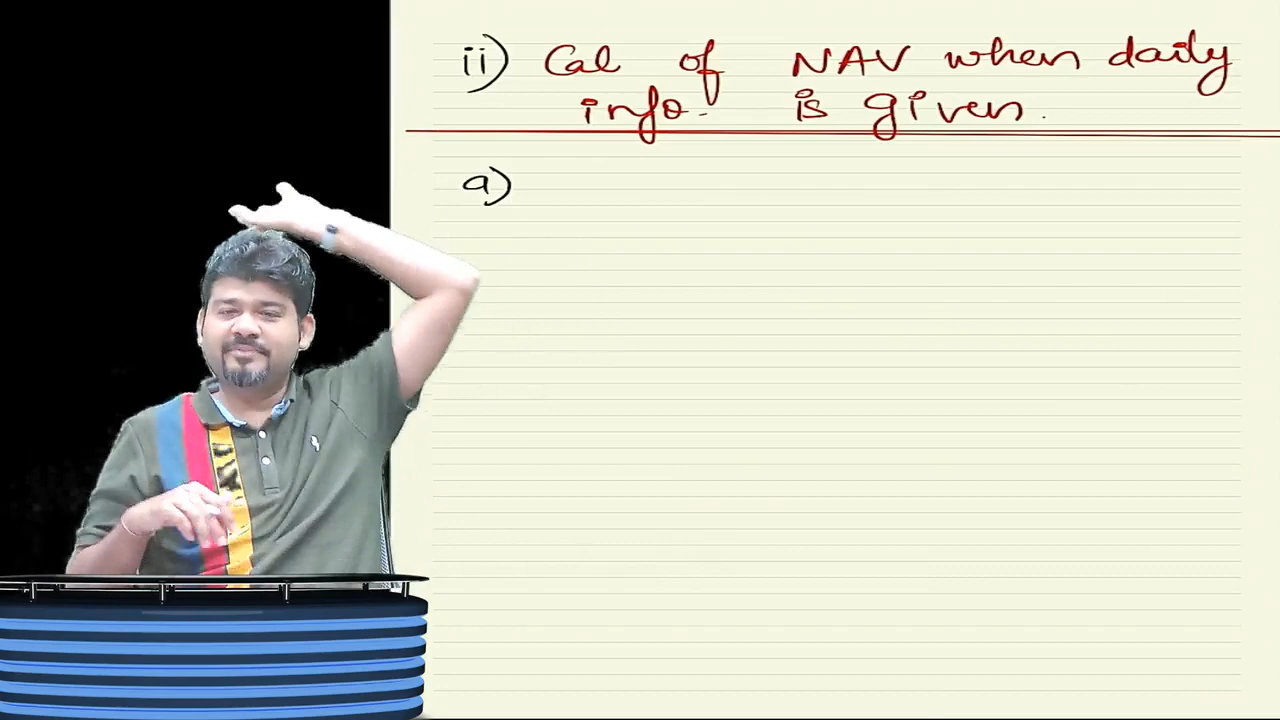 ii) Cal of NAV when daily
info. is given.
a)